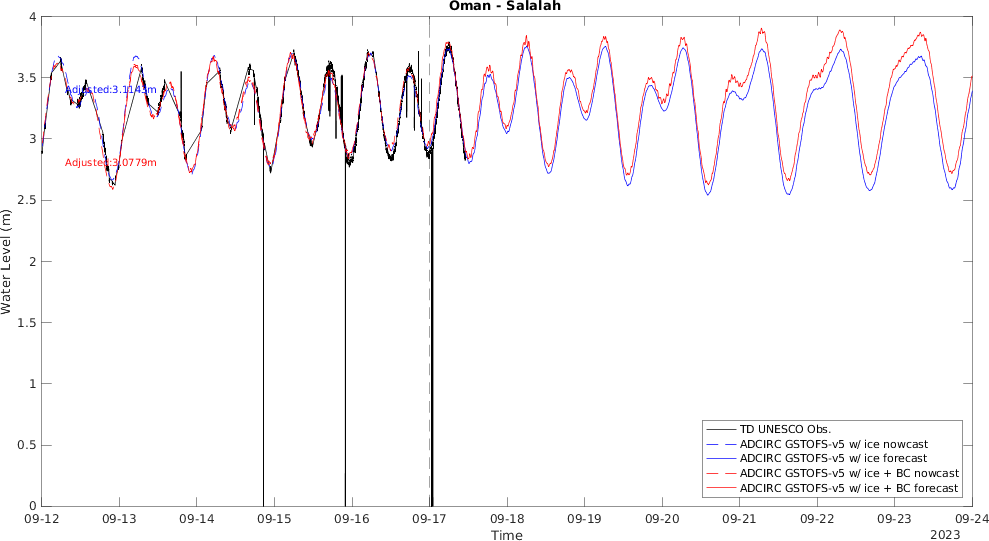 Oman - Salalah
4
3.5
3
2.5
2
1.5
1
0.5
0
Water Level (m)
Adjusted:3.1143m
Adjusted:3.0779m
TD UNESCO Obs.
ADCIRC GSTOFS-v5 w/ ice nowcast
ADCIRC GSTOFS-v5 w/ ice forecast
ADCIRC GSTOFS-v5 w/ ice + BC nowcast
ADCIRC GSTOFS-v5 w/ ice + BC forecast
09-12 09-13 09-14 09-15 09-16 09-17 09-18 09-19 09-20 09-21 09-22 09-23 09-24
Time
2023